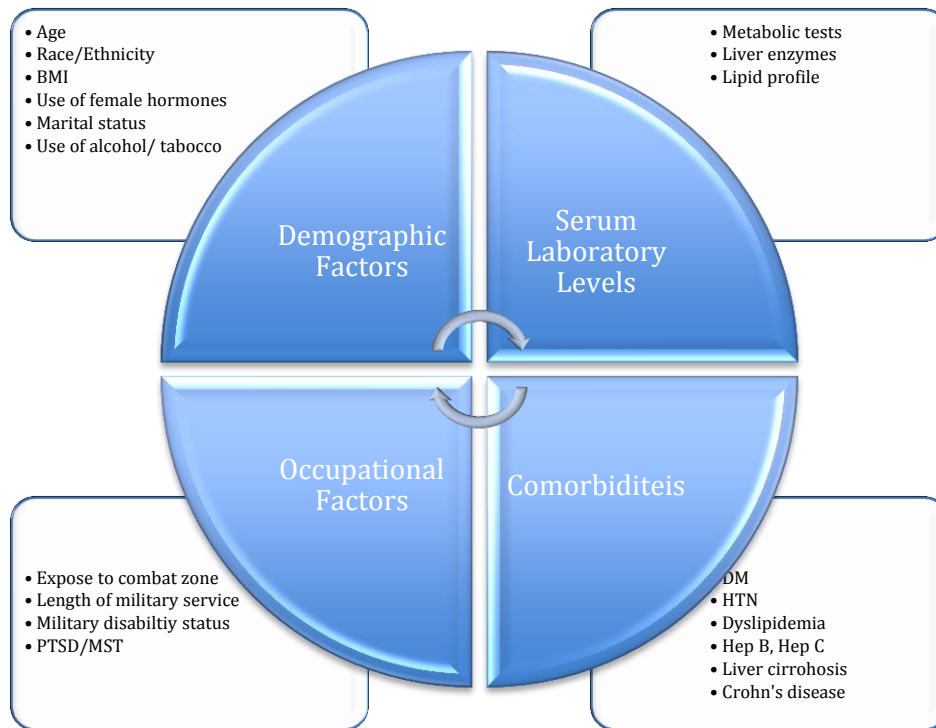 • Age
• Race/Ethnicity
• BMI
• Use of female hormones
• Marital status
• Use of alcohol/ tabocco
• Metabolic tests
• Liver enzymes
• Lipid profile
Demographic
Factors
Serum
Laboratory
Levels
Occupational
Factors
Comorbiditeis
• Expose to combat zone
• Length of military service
• Military disabiltiy status
• PTSD/MST
DM
• HTN
• Dyslipidemia
• Hep B, Hep C
• Liver cirrohosis
• Crohn's disease